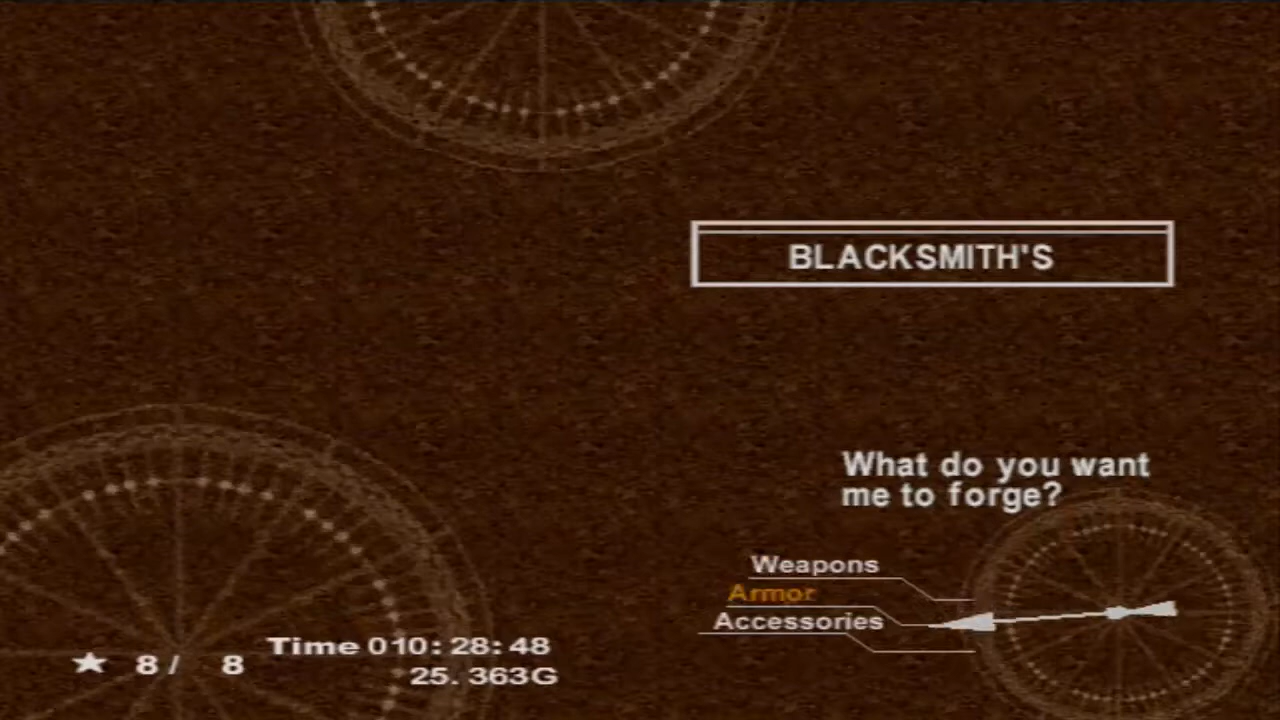 BLACKSMITH'S
What do you want
me to forge?
Weapons
Armor
Accessories
Time 010:28:48
★ 8/ 8
25.363G